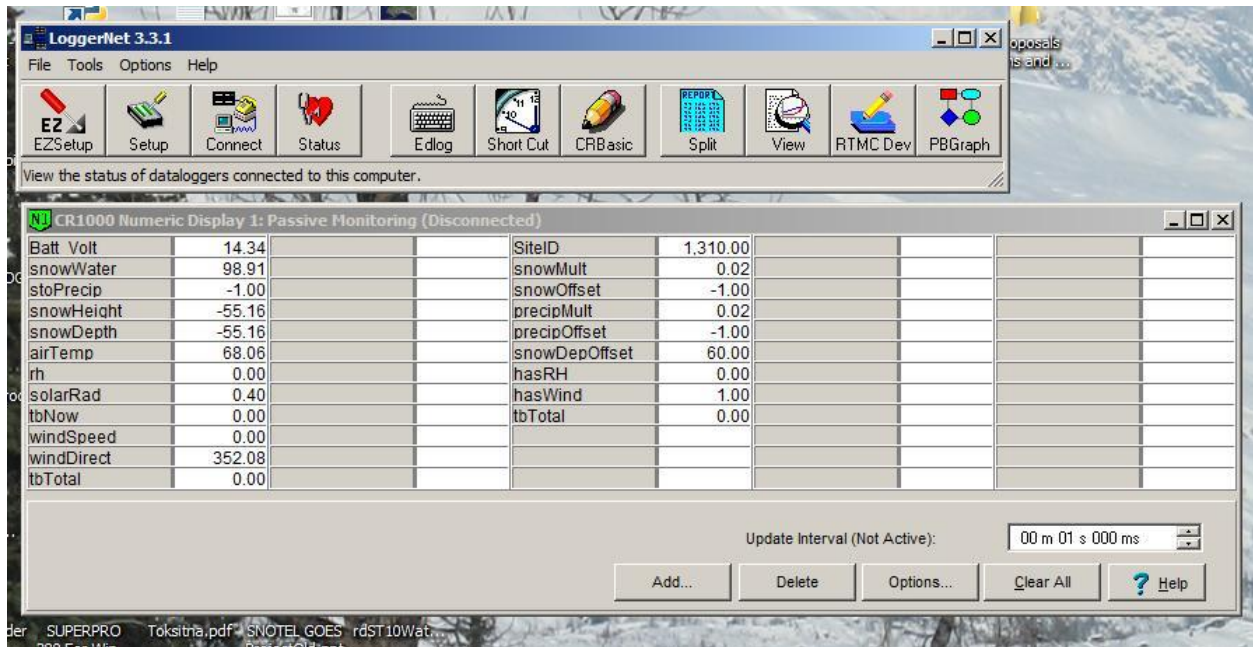 LoggerNet 3.3.1
File Tools Options Help
EZSetup Setup Connect Status Edlog Short Cut CRBasic Split View RTMC Dev PBGraph
View the status of dataloggers connected to this computer.
CR1000 Numeric Display 1: Passive Monitoring (Disconnected)
Batt Volt 14.34 SiteID 1,310.00
snowWater 98.91 snowMult 0.02
stoPrecip -1.00 snowOffset -1.00
snowHeight -55.16 precipMult 0.02
snowDepth -55.16 precipOffset -1.00
airTemp 68.06 snowDepOffset 60.00
rh 0.00 hasRH 0.00
solarRad 0.40 hasWind 1.00
tbNow 0.00 tbTotal 0.00
windSpeed 0.00
windDirect 352.08
tbTotal 0.00
Update Interval (Not Active): 00 m 01 s 000 ms
Add... Delete Options... Clear All ? Help
SUPERPRO Toksitna.pdf SNOTEL GOES rdST10Wat...